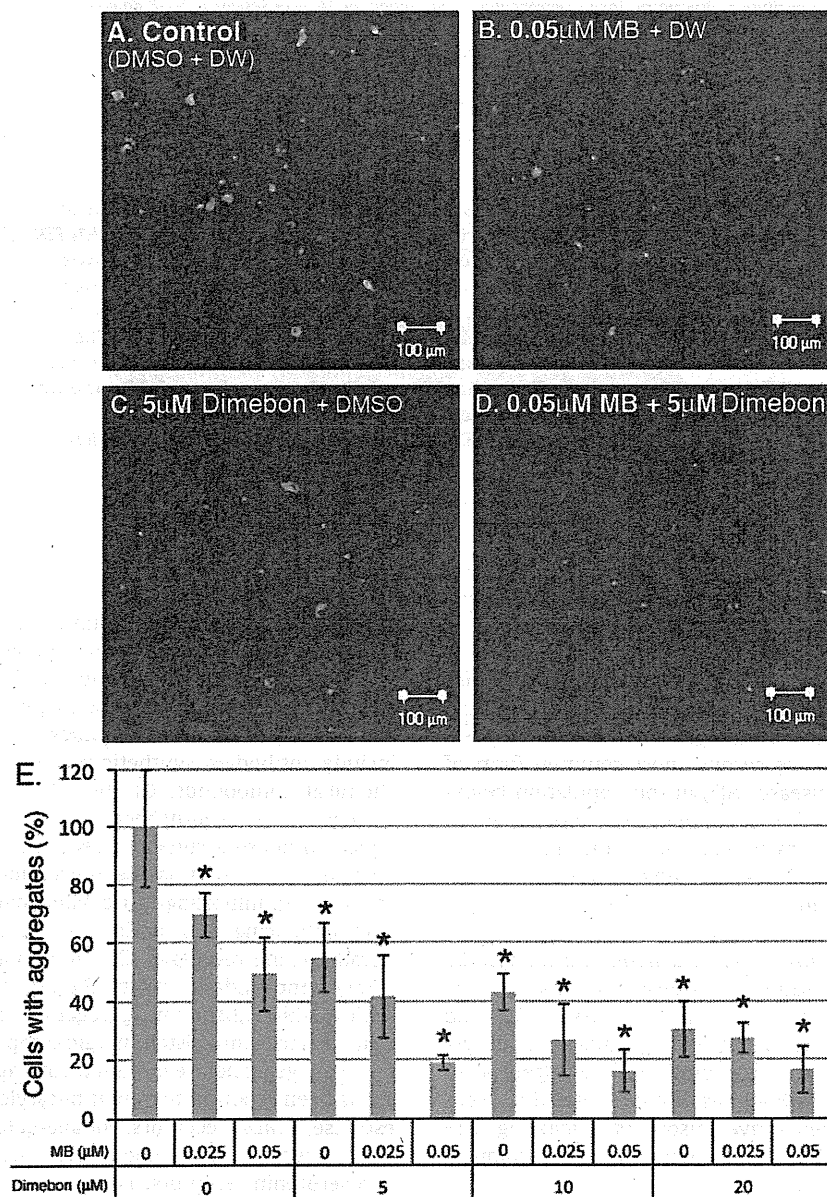 A. Control
(DMSO + DW)
100 µm
B. 0.05µM MB + DW
100 µm
C. 5µM Dimebon + DMSO
100 µm
D. 0.05µM MB + 5µM Dimebon
100 µm
E.
Cells with aggregates (%)
120
100
80
60
40
20
0
* * * * * * * * * * *
MB (µM) 0 0.025 0.05 0 0.025 0.05 0 0.025 0.05 0 0.025 0.05
Dimebon (µM) 0 5 10 20